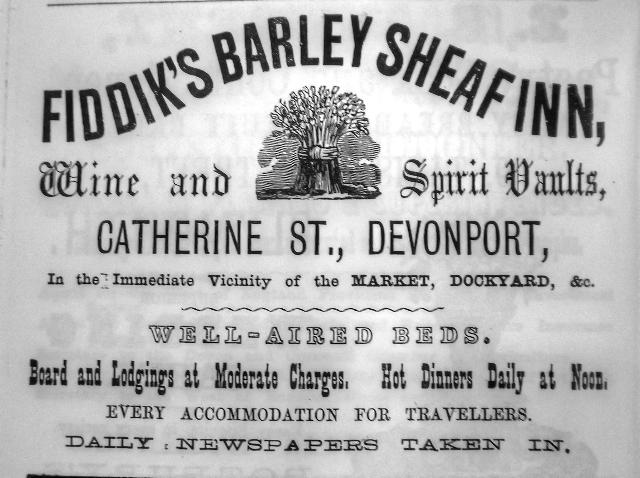 FIDDIK'S BARLEY SHEAF INN,
Wine and Spirit Vaults,
CATHERINE ST., DEVONPORT,
In the Immediate Vicinity of the MARKET, DOCKYARD, &c.
WELL-AIRED BEDS.
Board and Lodgings at Moderate Charges. Hot Dinners Daily at Noon.
EVERY ACCOMMODATION FOR TRAVELLERS.
DAILY NEWSPAPERS TAKEN IN.